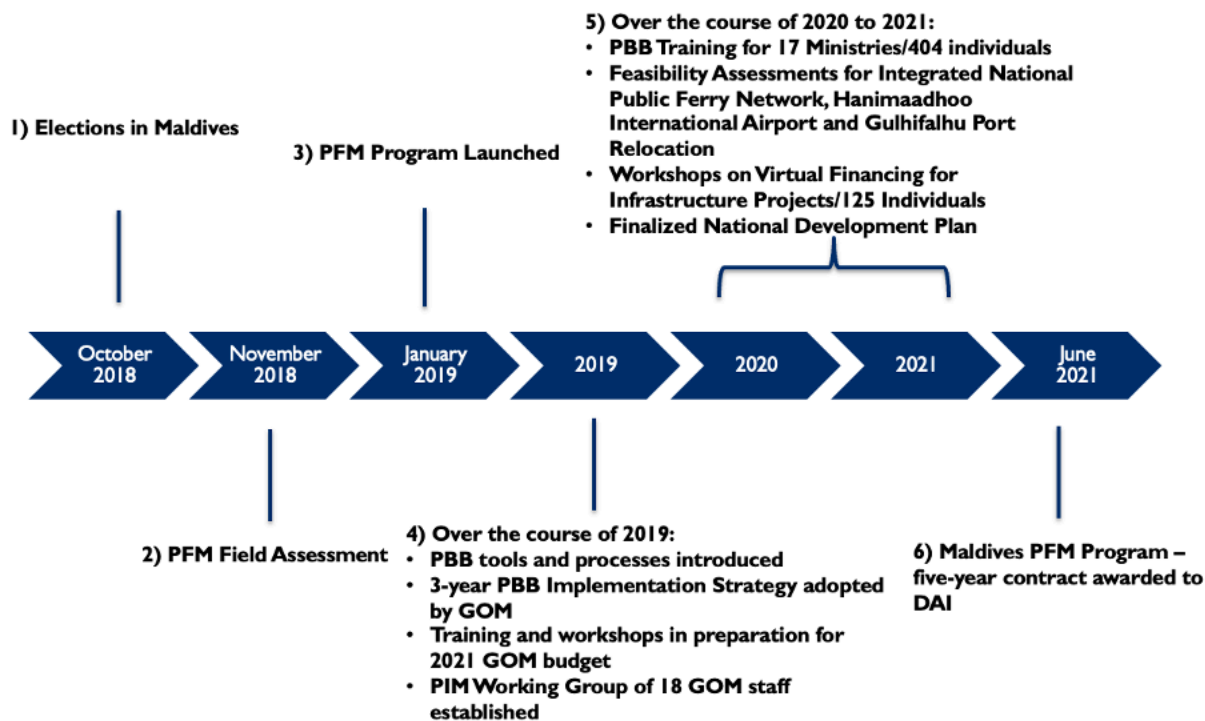 5) Over the course of 2020 to 2021:
• PBB Training for 17 Ministries/404 individuals
• Feasibility Assessments for Integrated National
Public Ferry Network, Hanimaadhoo
International Airport and Gulhifalhu Port
Relocation
• Workshops on Virtual Financing for
Infrastructure Projects/125 Individuals
• Finalized National Development Plan
1) Elections in Maldives
3) PFM Program Launched
October
2018
November
2018
January
2019
2019
2020
2021
June
2021
2) PFM Field Assessment
4) Over the course of 2019:
• PBB tools and processes introduced
• 3-year PBB Implementation Strategy adopted
by GOM
• Training and workshops in preparation for
2021 GOM budget
• PIM Working Group of 18 GOM staff
established
6) Maldives PFM Program –
five-year contract awarded to
DAI